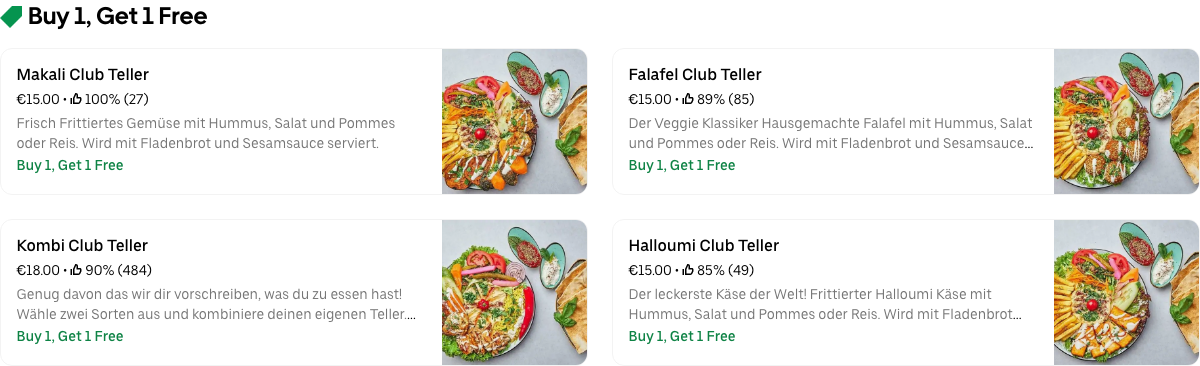 Buy 1, Get 1 Free
Makali Club Teller
€15.00 • 100% (27)
Frisch Frittiertes Gemüse mit Hummus, Salat und Pommes
oder Reis. Wird mit Fladenbrot und Sesamsauce serviert.
Buy 1, Get 1 Free
Falafel Club Teller
€15.00 • 89% (85)
Der Veggie Klassiker Hausgemachte Falafel mit Hummus, Salat
und Pommes oder Reis. Wird mit Fladenbrot und Sesamsauce...
Buy 1, Get 1 Free
Kombi Club Teller
€18.00 • 90% (484)
Genug davon das wir dir vorschreiben, was du zu essen hast!
Wähle zwei Sorten aus und kombiniere deinen eigenen Teller....
Buy 1, Get 1 Free
Halloumi Club Teller
€15.00 • 85% (49)
Der leckerste Käse der Welt! Frittierter Halloumi Käse mit
Hummus, Salat und Pommes oder Reis. Wird mit Fladenbrot...
Buy 1, Get 1 Free